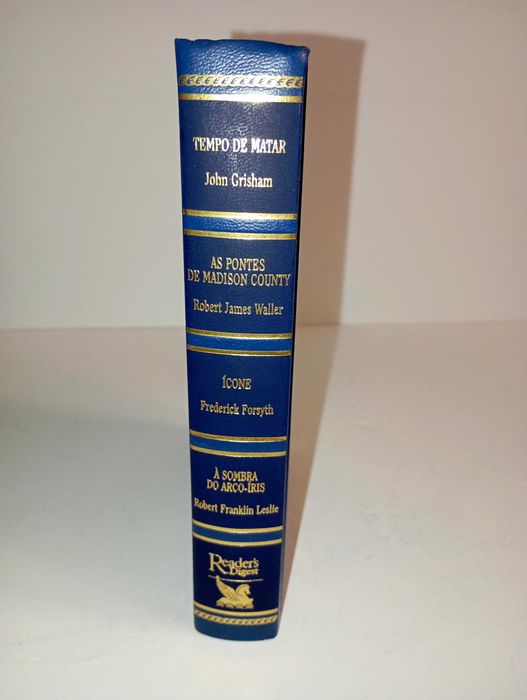 TEMPO DE MATAR
John Grisham
AS PONTES
DE MADISON COUNTY
Robert James Waller
ÍCONE
Frederick Forsyth
À SOMBRA
DO ARCO-ÍRIS
Robert Franklin Leslie
Reader's
Digest